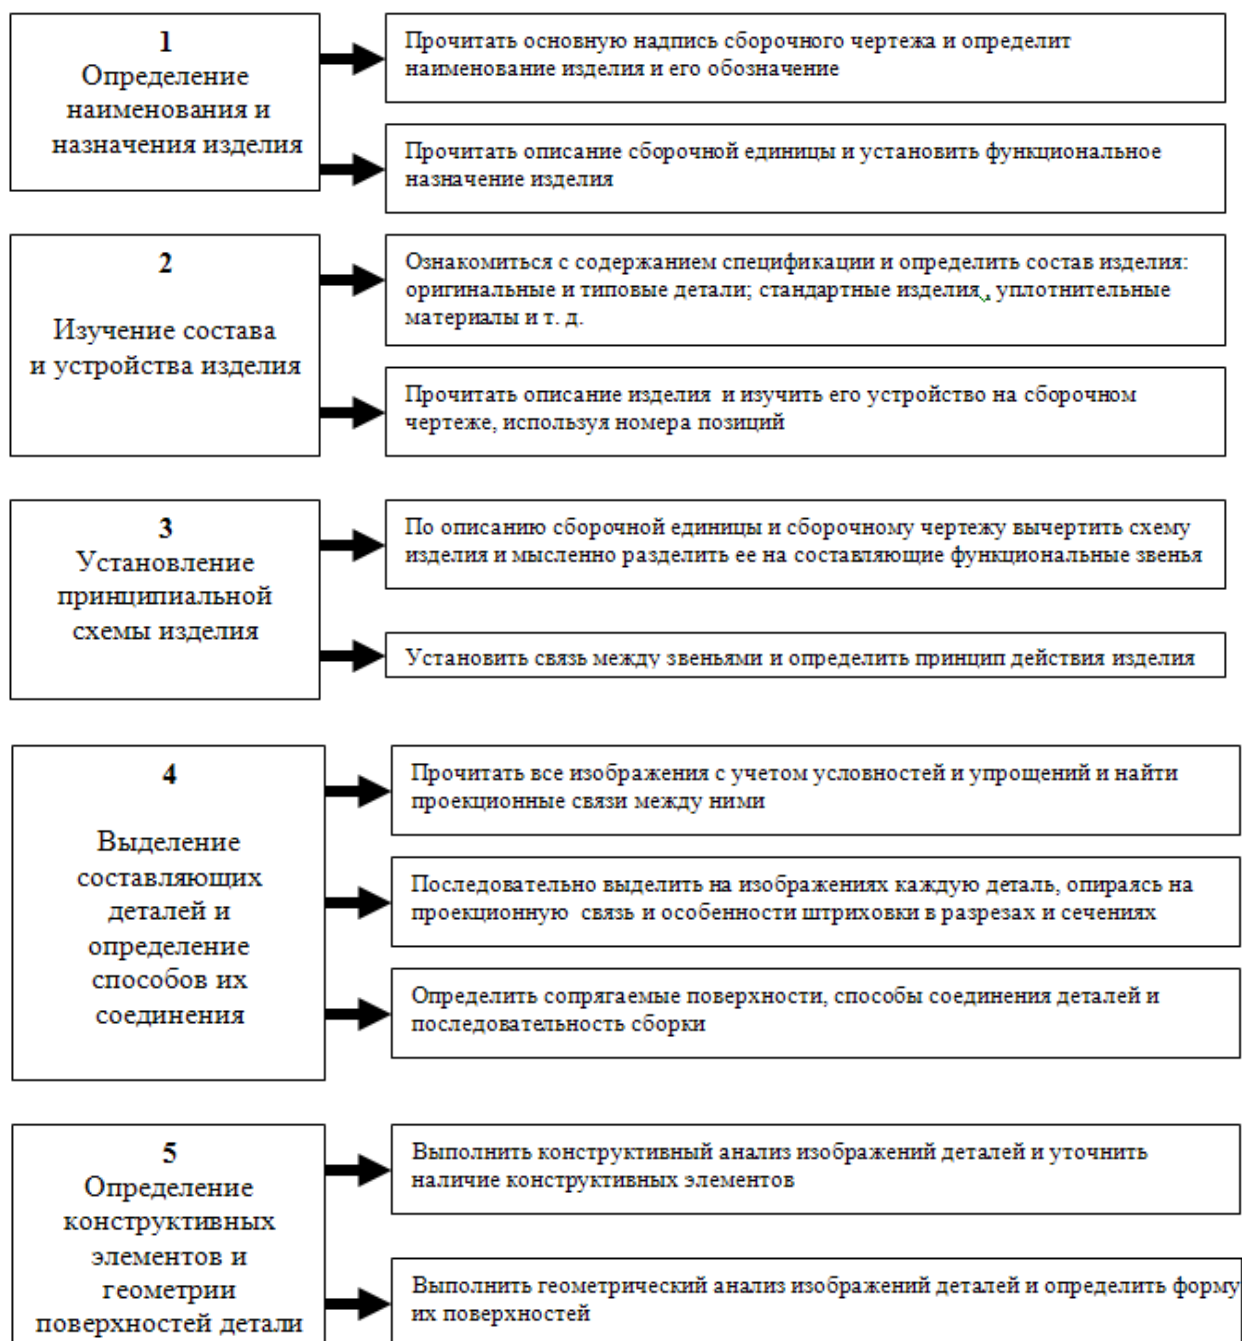 1
Определение
наименования и
назначения изделия
Прочитать основную надпись сборочного чертежа и определит
наименование изделия и его обозначение
Прочитать описание сборочной единицы и установить функциональное
назначение изделия
2
Изучение состава
и устройства изделия
Ознакомиться с содержанием спецификации и определить состав изделия:
оригинальные и типовые детали; стандартные изделия , уплотнительные
материалы и т. д.
Прочитать описание изделия и изучить его устройство на сборочном
чертеже, используя номера позиций
3
Установление
принципиальной
схемы изделия
По описанию сборочной единицы и сборочному чертежу вычертить схему
изделия и мысленно разделить ее на составляющие функциональные звенья
Установить связь между звеньями и определить принцип действия изделия
4
Выделение
составляющих
деталей и
определение
способов их
соединения
Прочитать все изображения с учетом условностей и упрощений и найти
проекционные связи между ними
Последовательно выделить на изображениях каждую деталь, опираясь на
проекционную связь и особенности штриховки в разрезах и сечениях
Определить сопрягаемые поверхности, способы соединения деталей и
последовательность сборки
5
Определение
конструктивных
элементов и
геометрии
поверхностей детали
Выполнить конструктивный анализ изображений деталей и уточнить
наличие конструктивных элементов
Выполнить геометрический анализ изображений деталей и определить форму
их поверхностей